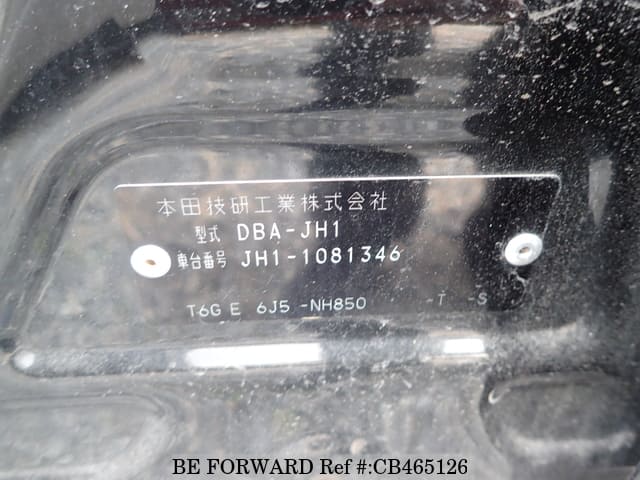 本田技研工業株式会社
型式 DBA-JH1
車台番号 JH1-1081346
T6G E 6J5 -NH850 -T -S
BE FORWARD Ref #:CB465126